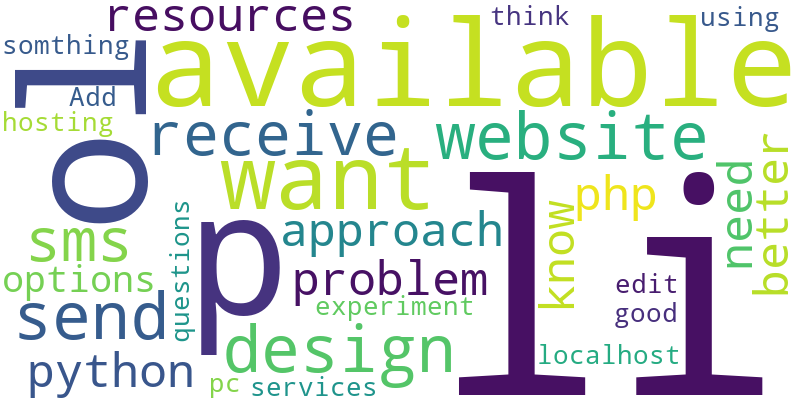 resources
think
using
somthing
available
ol
Add
hosting
receive
website
want
p
li
sms
approach
php
know
need
better
options
questions
problem
edit
send
experiment
good
design
python
localhost
pc
services